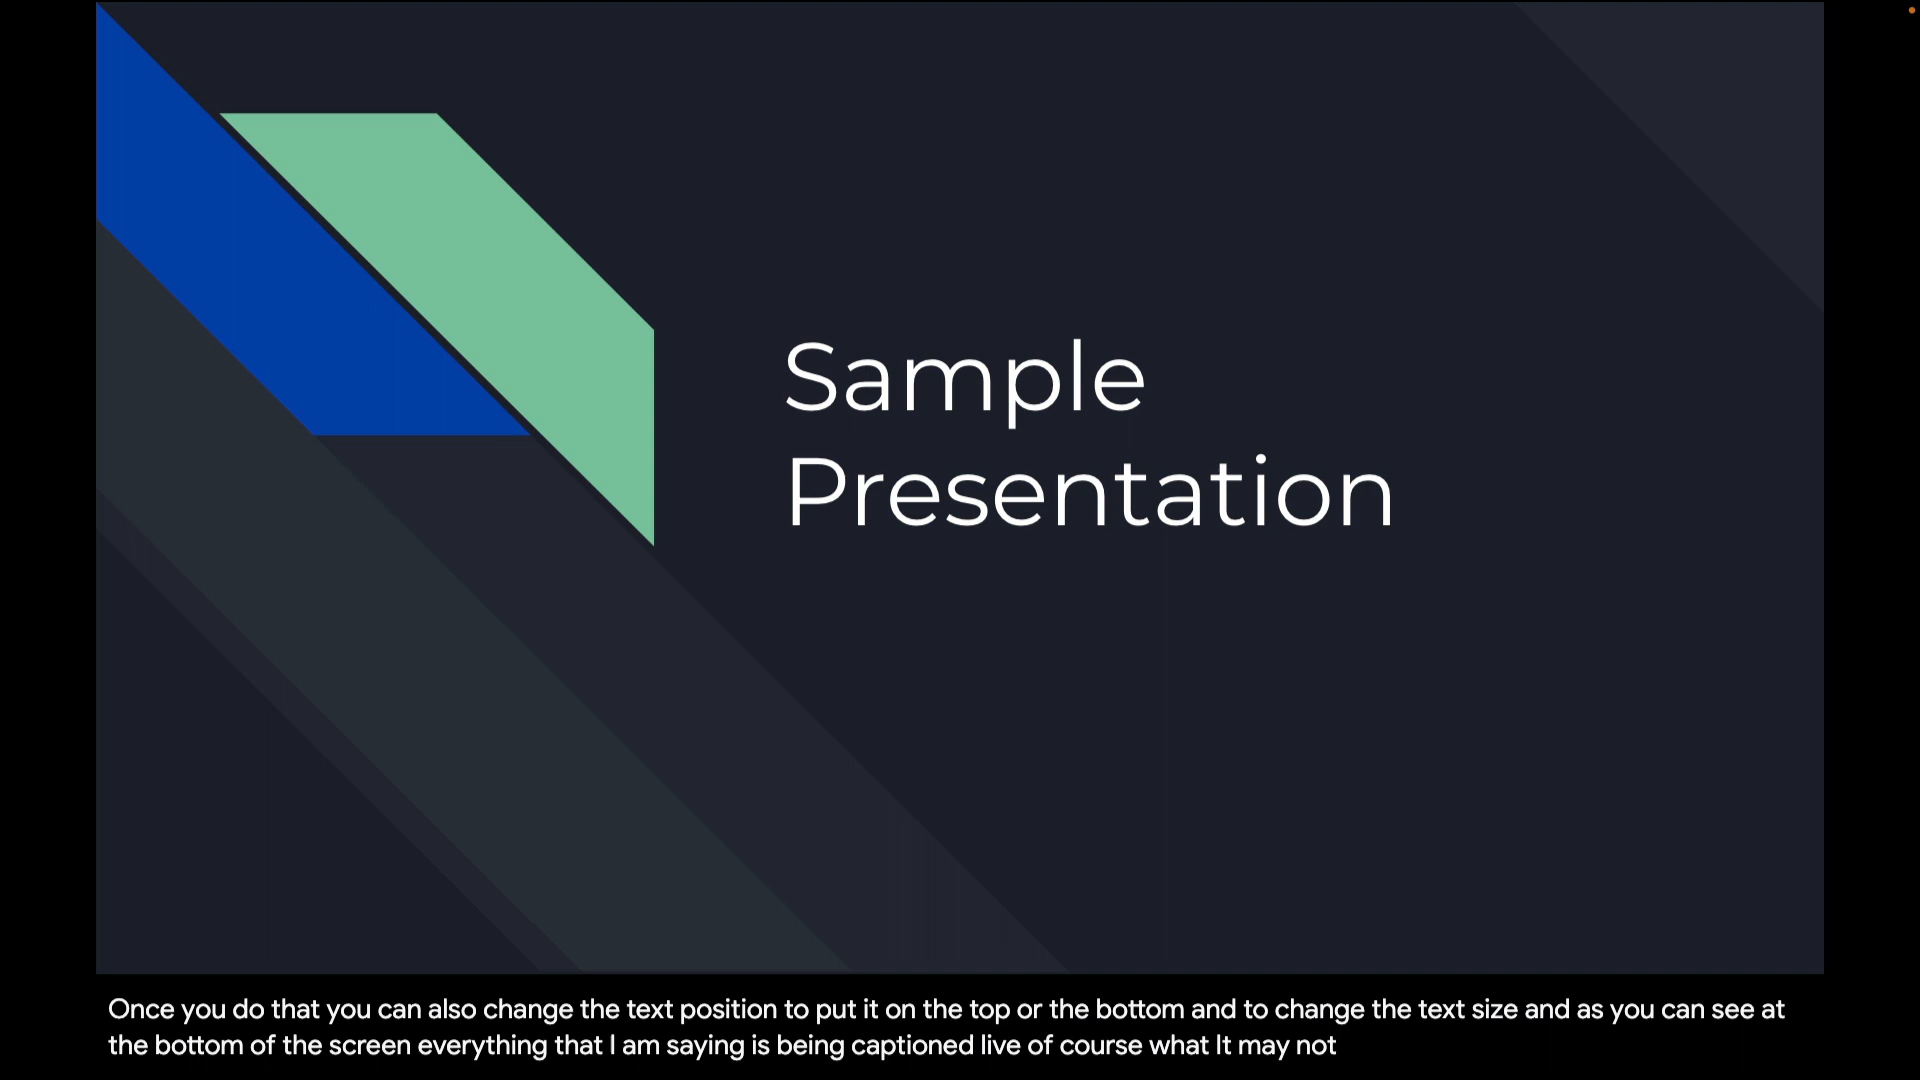 Sample
Presentation
Once you do that you can also change the text position to put it on the top or the bottom and to change the text size and as you can see at
the bottom of the screen everything that I am saying is being captioned live of course what It may not